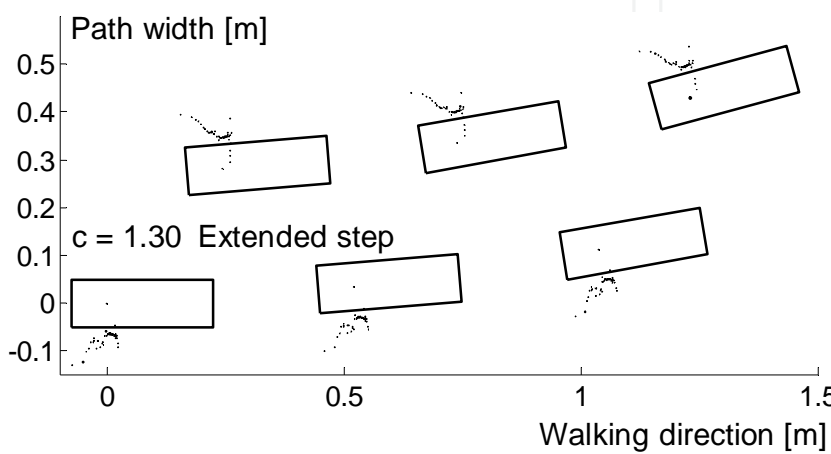 Path width [m]
0.5
0.4
0.3
0.2
c = 1.30 Extended step
0.1
0
-0.1
0 0.5 1 1.5
Walking direction [m]